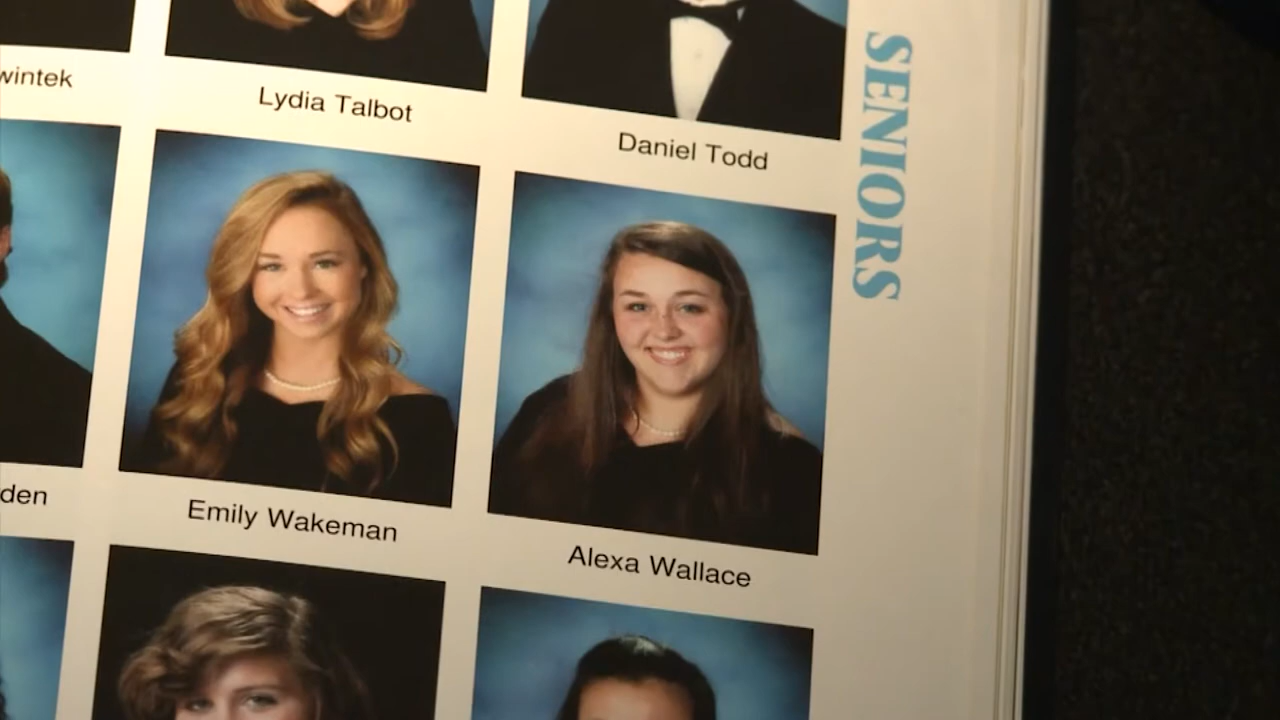 wintek
Lydia Talbot
Daniel Todd
SENIORS
den
Emily Wakeman
Alexa Wallace